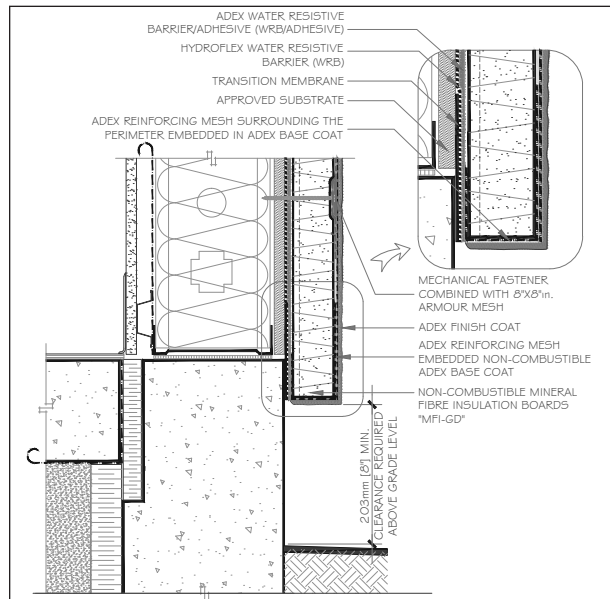 ADEX WATER RESISTIVE
BARRIER/ADHESIVE (WRB/ADHESIVE)
HYDROFLEX WATER RESISTIVE
BARRIER (WRB)
TRANSITION MEMBRANE
APPROVED SUBSTRATE
ADEX REINFORCING MESH SURROUNDING THE
PERIMETER EMBEDDED IN ADEX BASE COAT
MECHANICAL FASTENER
COMBINED WITH 8"X8"in.
ARMOUR MESH
ADEX FINISH COAT
ADEX REINFORCING MESH
EMBEDDED NON-COMBUSTIBLE
ADEX BASE COAT
NON-COMBUSTIBLE MINERAL
FIBRE INSULATION BOARDS
"MFI-GD"
203mm [8"] MIN.
CLEARANCE REQUIRED
ABOVE GRADE LEVEL